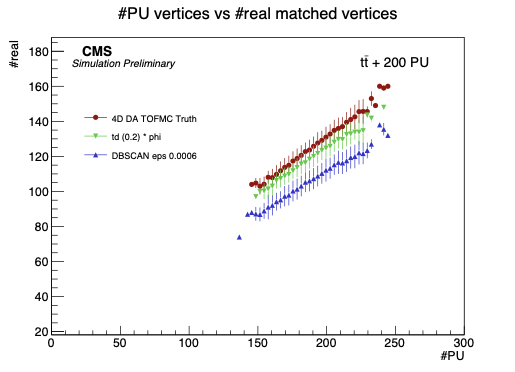 #PU vertices vs #real matched vertices
#real
180
160
140
120
100
80
60
40
20
CMS
Simulation Preliminary
tt̄ + 200 PU
4D DA TOFMC Truth
td (0.2) * phi
DBSCAN eps 0.0006
0 50 100 150 200 250 300
#PU